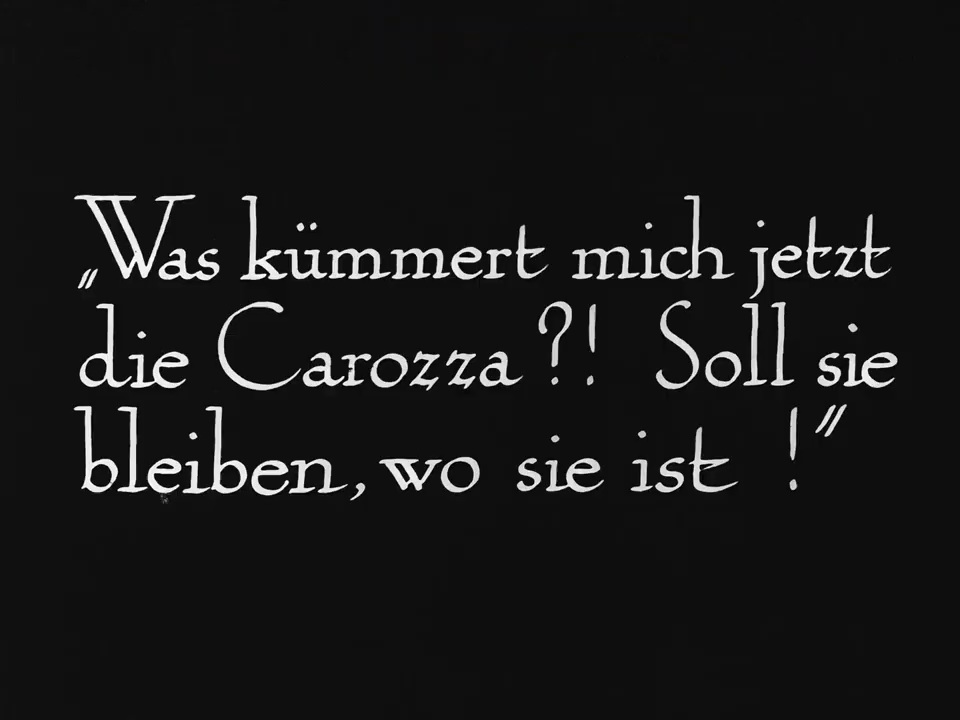 „Was kümmert mich jetzt
die Carozza?! Soll sie
bleiben, wo sie ist !"